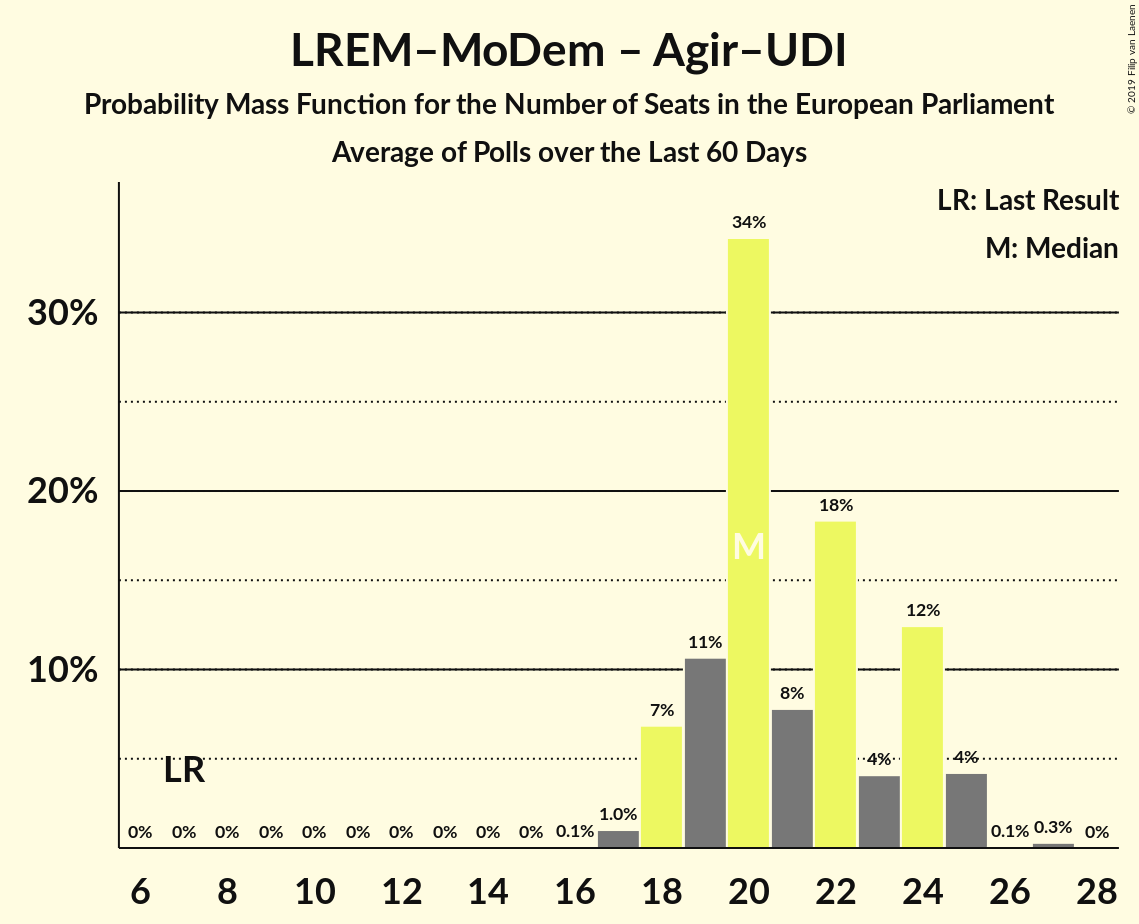 LREM–MoDem – Agir–UDI
Probability Mass Function for the Number of Seats in the European Parliament
Average of Polls over the Last 60 Days
© 2019 Filip van Laenen
LR: Last Result
M: Median
34%
30%
20%
18%
M
12%
11%
10%
8%
7%
LR
4%
4%
0% 0% 0% 0% 0% 0% 0% 0% 0% 0% 0.1% 1.0% 0.1% 0.3% 0%
6 8 10 12 14 16 18 20 22 24 26 28